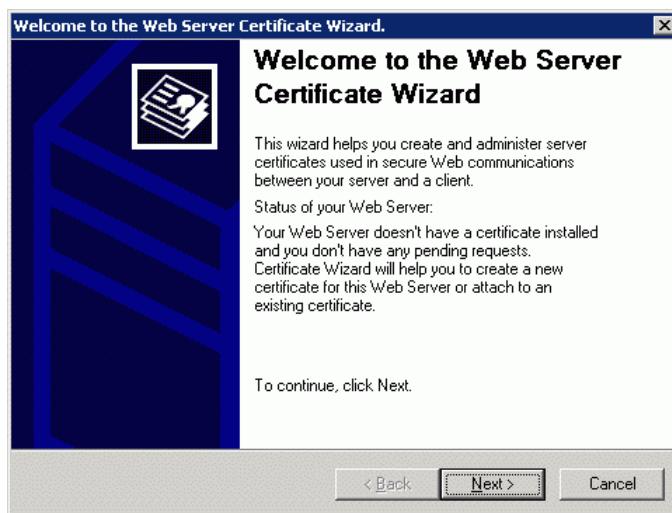 Welcome to the Web Server Certificate Wizard.
Welcome to the Web Server
Certificate Wizard
This wizard helps you create and administer server
certificates used in secure Web communications
between your server and a client.
Status of your Web Server:
Your Web Server doesn't have a certificate installed
and you don't have any pending requests.
Certificate Wizard will help you to create a new
certificate for this Web Server or attach to an
existing certificate.
To continue, click Next.
< Back
Next >
Cancel